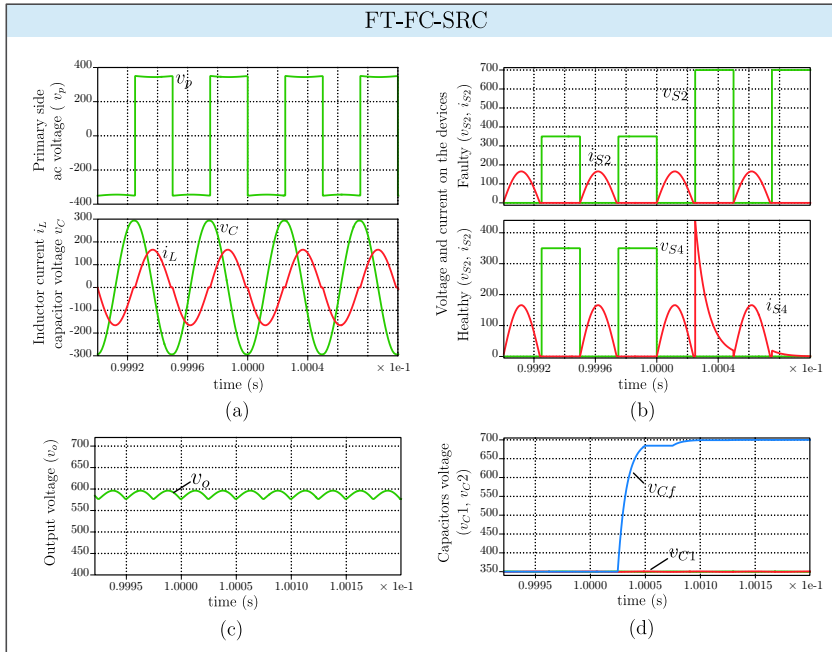 FT-FC-SRC
Primary side
ac voltage ( v_p)
400
200
0
-200
-400
v_p
Inductor current i_L
capacitor voltage v_C
300
200
100
0
-100
-200
-300
v_C
i_L
0.9992 0.9996 1.0000 1.0004 × 1e-1
time (s)
(a)
Voltage and current on the devices
Faulty (v_S2, i_S2)
700
600
500
400
300
200
100
0
v_S2
i_S2
Healthy (v_S2, i_S2)
400
300
200
100
0
v_S4
i_S4
0.9992 0.9996 1.0000 1.0004 × 1e-1
time (s)
(b)
Output voltage (v_o)
700
650
600
550
500
450
400
v_o
0.9995 1.0000 1.0005 1.0010 1.0015 × 1e-1
time (s)
(c)
Capacitors voltage
(v_C1, v_C2)
700
650
600
550
500
450
400
350
v_Cf
v_C1
0.9995 1.0000 1.0005 1.0010 1.0015 × 1e-1
time (s)
(d)